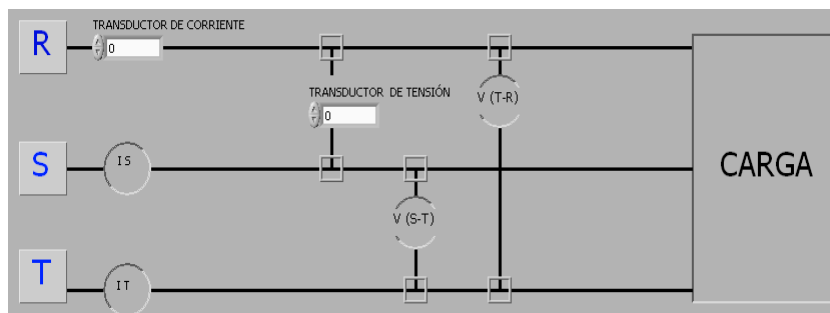 TRANSDUCTOR DE CORRIENTE
R
0
V (T-R)
TRANSDUCTOR DE TENSIÓN
0
S
IS
CARGA
V (S-T)
T
IT